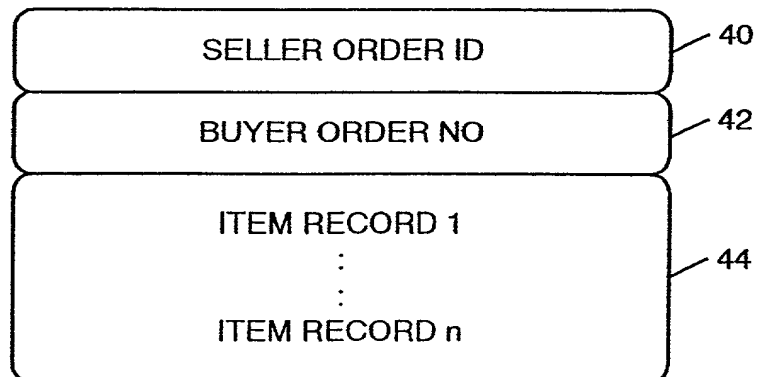 SELLER ORDER ID
40
BUYER ORDER NO
42
ITEM RECORD 1
:
:
44
ITEM RECORD n